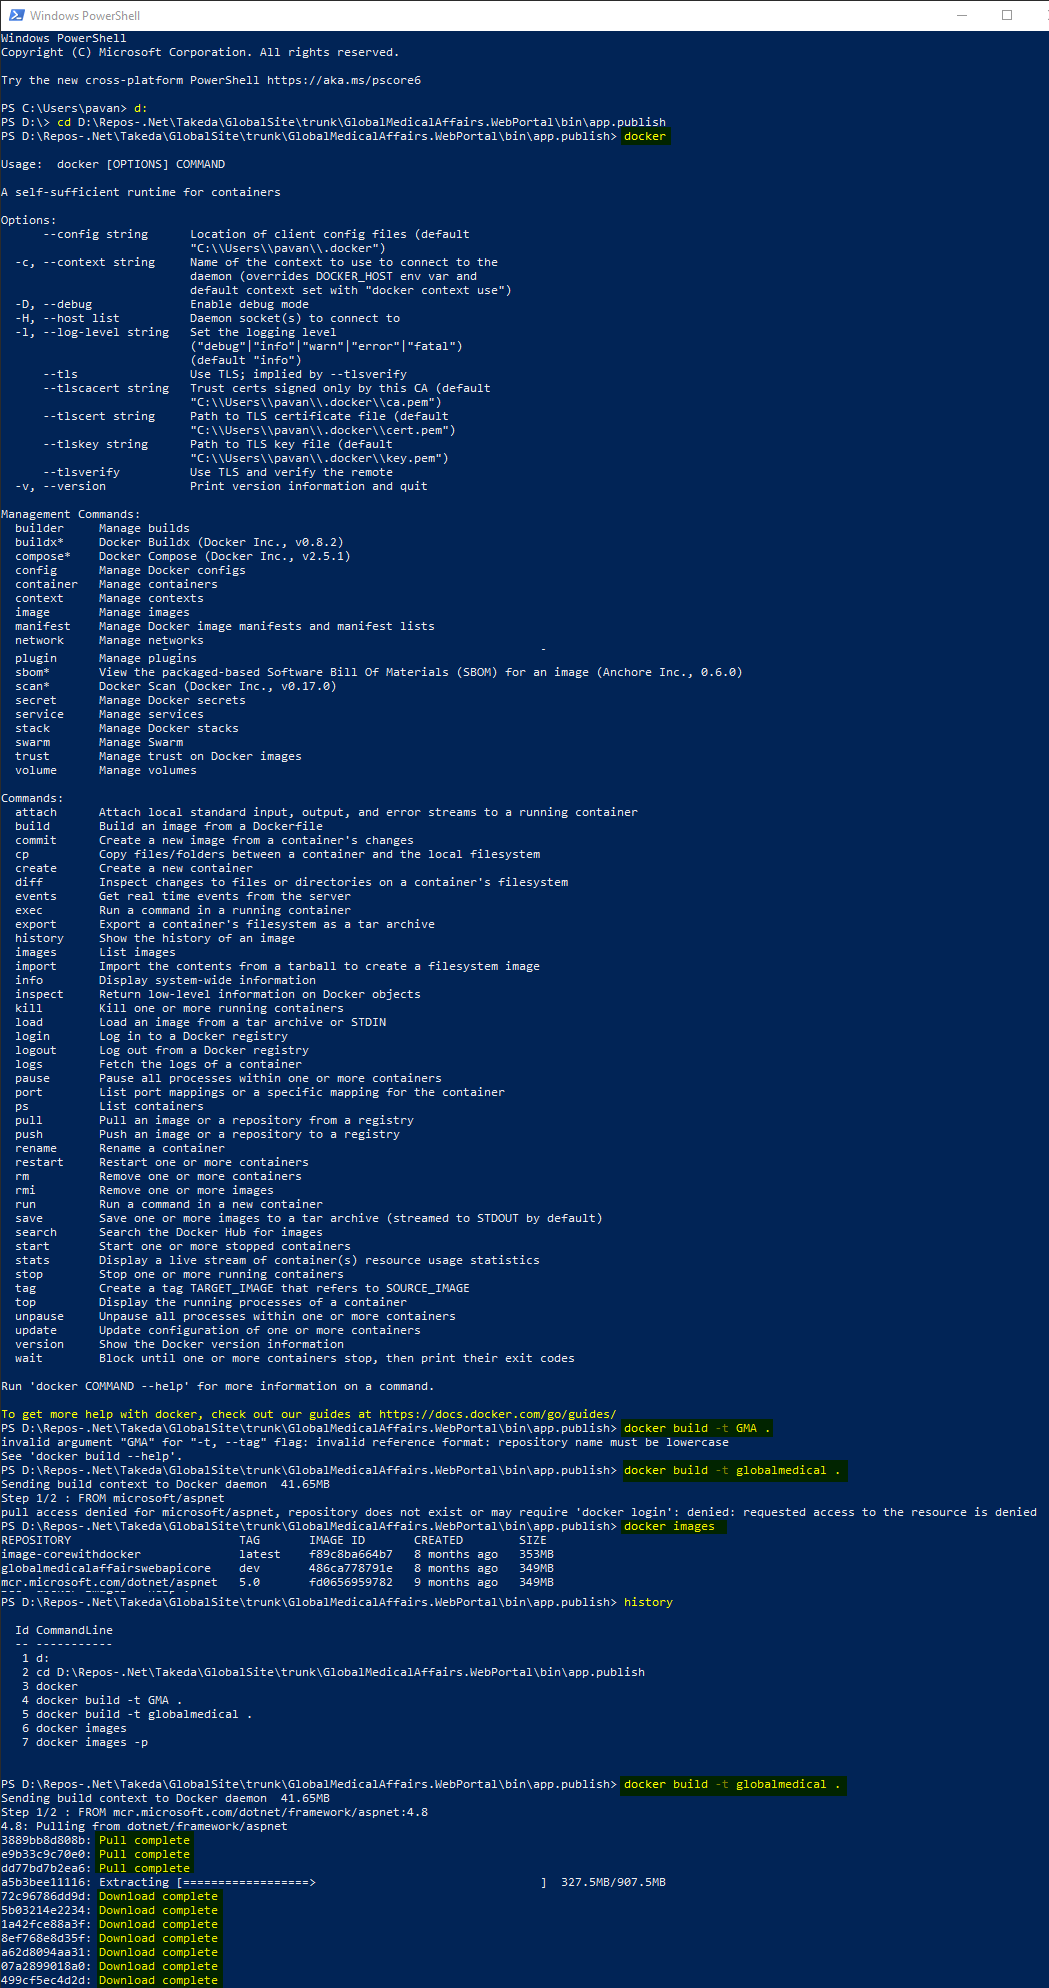 Windows PowerShell
Windows PowerShell
Copyright (C) Microsoft Corporation. All rights reserved.
Try the new cross-platform PowerShell https://aka.ms/pscore6
PS C:\Users\pavan> d:
PS D:\> cd D:\Repos-.Net\Takeda\GlobalSite\trunk\GlobalMedicalAffairs.WebPortal\bin\app.publish
PS D:\Repos-.Net\Takeda\GlobalSite\trunk\GlobalMedicalAffairs.WebPortal\bin\app.publish> docker
Usage:  docker [OPTIONS] COMMAND
A self-sufficient runtime for containers
Options:
      --config string      Location of client config files (default
                           "C:\\Users\\pavan\\.docker")
  -c, --context string     Name of the context to use to connect to the
                           daemon (overrides DOCKER_HOST env var and
                           default context set with "docker context use")
  -D, --debug              Enable debug mode
  -H, --host list          Daemon socket(s) to connect to
  -l, --log-level string   Set the logging level
                           ("debug"|"info"|"warn"|"error"|"fatal")
                           (default "info")
      --tls                Use TLS; implied by --tlsverify
      --tlscacert string   Trust certs signed only by this CA (default
                           "C:\\Users\\pavan\\.docker\\ca.pem")
      --tlscert string     Path to TLS certificate file (default
                           "C:\\Users\\pavan\\.docker\\cert.pem")
      --tlskey string      Path to TLS key file (default
                           "C:\\Users\\pavan\\.docker\\key.pem")
      --tlsverify          Use TLS and verify the remote
  -v, --version            Print version information and quit
Management Commands:
  builder     Manage builds
  buildx*     Docker Buildx (Docker Inc., v0.8.2)
  compose*    Docker Compose (Docker Inc., v2.5.1)
  config      Manage Docker configs
  container   Manage containers
  context     Manage contexts
  image       Manage images
  manifest    Manage Docker image manifests and manifest lists
  network     Manage networks
  plugin      Manage plugins
  sbom*       View the packaged-based Software Bill Of Materials (SBOM) for an image (Anchore Inc., 0.6.0)
  scan*       Docker Scan (Docker Inc., v0.17.0)
  secret      Manage Docker secrets
  service     Manage services
  stack       Manage Docker stacks
  swarm       Manage Swarm
  trust       Manage trust on Docker images
  volume      Manage volumes
Commands:
  attach      Attach local standard input, output, and error streams to a running container
  build       Build an image from a Dockerfile
  commit      Create a new image from a container's changes
  cp          Copy files/folders between a container and the local filesystem
  create      Create a new container
  diff        Inspect changes to files or directories on a container's filesystem
  events      Get real time events from the server
  exec        Run a command in a running container
  export      Export a container's filesystem as a tar archive
  history     Show the history of an image
  images      List images
  import      Import the contents from a tarball to create a filesystem image
  info        Display system-wide information
  inspect     Return low-level information on Docker objects
  kill        Kill one or more running containers
  load        Load an image from a tar archive or STDIN
  login       Log in to a Docker registry
  logout      Log out from a Docker registry
  logs        Fetch the logs of a container
  pause       Pause all processes within one or more containers
  port        List port mappings or a specific mapping for the container
  ps          List containers
  pull        Pull an image or a repository from a registry
  push        Push an image or a repository to a registry
  rename      Rename a container
  restart     Restart one or more containers
  rm          Remove one or more containers
  rmi         Remove one or more images
  run         Run a command in a new container
  save        Save one or more images to a tar archive (streamed to STDOUT by default)
  search      Search the Docker Hub for images
  start       Start one or more stopped containers
  stats       Display a live stream of container(s) resource usage statistics
  stop        Stop one or more running containers
  tag         Create a tag TARGET_IMAGE that refers to SOURCE_IMAGE
  top         Display the running processes of a container
  unpause     Unpause all processes within one or more containers
  update      Update configuration of one or more containers
  version     Show the Docker version information
  wait        Block until one or more containers stop, then print their exit codes
Run 'docker COMMAND --help' for more information on a command.
To get more help with docker, check out our guides at https://docs.docker.com/go/guides/
PS D:\Repos-.Net\Takeda\GlobalSite\trunk\GlobalMedicalAffairs.WebPortal\bin\app.publish> docker build -t GMA .
invalid argument "GMA" for "-t, --tag" flag: invalid reference format: repository name must be lowercase
See 'docker build --help'.
PS D:\Repos-.Net\Takeda\GlobalSite\trunk\GlobalMedicalAffairs.WebPortal\bin\app.publish> docker build -t globalmedical .
Sending build context to Docker daemon  41.65MB
Step 1/2 : FROM microsoft/aspnet
pull access denied for microsoft/aspnet, repository does not exist or may require 'docker login': denied: requested access to the resource is denied
PS D:\Repos-.Net\Takeda\GlobalSite\trunk\GlobalMedicalAffairs.WebPortal\bin\app.publish> docker images
REPOSITORY                        TAG       IMAGE ID       CREATED        SIZE
image-corewithdocker              latest    f89c8ba664b7   8 months ago   353MB
globalmedicalaffairswebapicore    dev       486ca778791e   8 months ago   349MB
mcr.microsoft.com/dotnet/aspnet   5.0       fd0656959782   9 months ago   349MB
PS D:\Repos-.Net\Takeda\GlobalSite\trunk\GlobalMedicalAffairs.WebPortal\bin\app.publish> history
  Id CommandLine
  -- -----------
   1 d:
   2 cd D:\Repos-.Net\Takeda\GlobalSite\trunk\GlobalMedicalAffairs.WebPortal\bin\app.publish
   3 docker
   4 docker build -t GMA .
   5 docker build -t globalmedical .
   6 docker images
   7 docker images -p
PS D:\Repos-.Net\Takeda\GlobalSite\trunk\GlobalMedicalAffairs.WebPortal\bin\app.publish> docker build -t globalmedical .
Sending build context to Docker daemon  41.65MB
Step 1/2 : FROM mcr.microsoft.com/dotnet/framework/aspnet:4.8
4.8: Pulling from dotnet/framework/aspnet
3889bb8d808b: Pull complete
e9b33c9c70e0: Pull complete
dd77bd7b2ea6: Pull complete
a5b3bee11116: Extracting [==================>                                ]  327.5MB/907.5MB
72c96786dd9d: Download complete
5b03214e2234: Download complete
1a42fce88a3f: Download complete
8ef768e8d35f: Download complete
a62d8094aa31: Download complete
07a2899018a0: Download complete
499cf5ec4d2d: Download complete